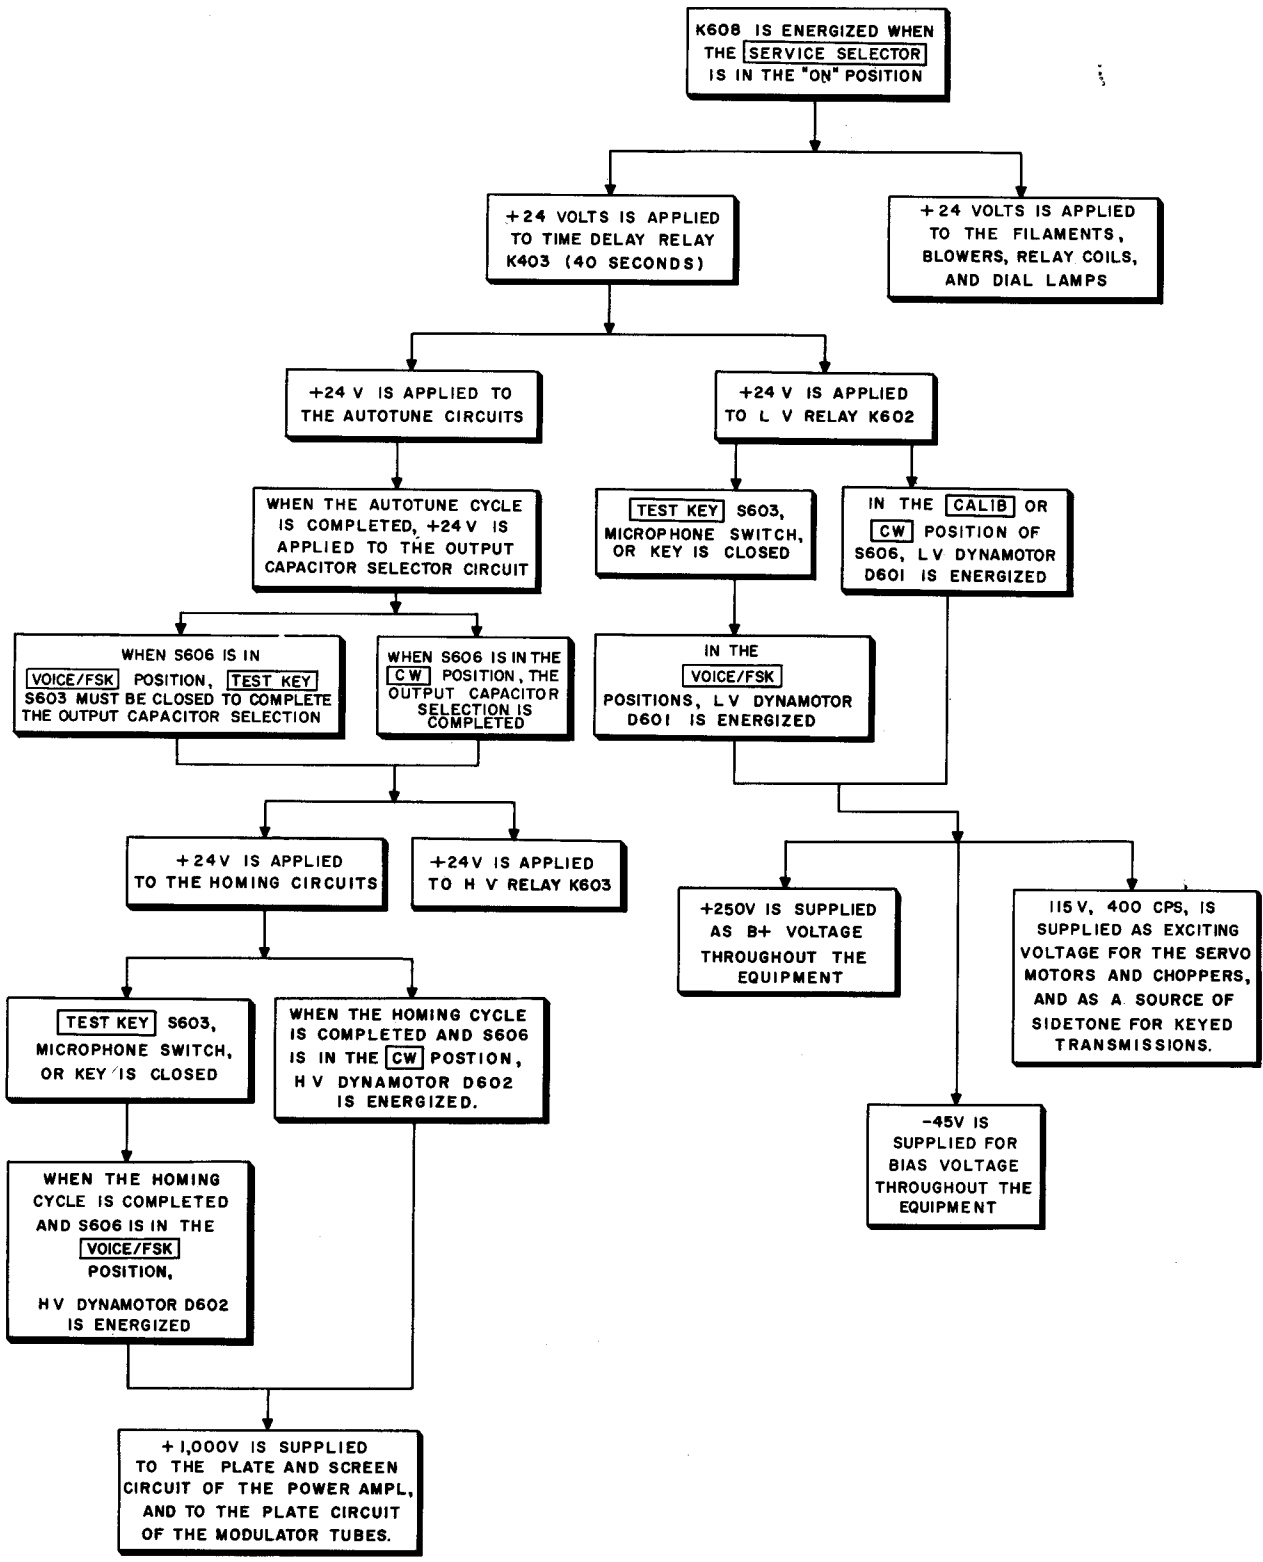 K608 IS ENERGIZED WHEN
THE SERVICE SELECTOR
IS IN THE "ON" POSITION
+24 VOLTS IS APPLIED
TO TIME DELAY RELAY
K403 (40 SECONDS)
+24 VOLTS IS APPLIED
TO THE FILAMENTS,
BLOWERS, RELAY COILS,
AND DIAL LAMPS
+24 V IS APPLIED TO
THE AUTOTUNE CIRCUITS
+24 V IS APPLIED
TO L V RELAY K602
WHEN THE AUTOTUNE CYCLE
IS COMPLETED, +24V IS
APPLIED TO THE OUTPUT
CAPACITOR SELECTOR CIRCUIT
TEST KEY S603,
MICROPHONE SWITCH,
OR KEY IS CLOSED
IN THE CALIB OR
CW POSITION OF
S606, LV DYNAMOTOR
D601 IS ENERGIZED
WHEN S606 IS IN
VOICE/FSK POSITION, TEST KEY
S603 MUST BE CLOSED TO COMPLETE
THE OUTPUT CAPACITOR SELECTION
WHEN S606 IS IN THE
CW POSITION, THE
OUTPUT CAPACITOR
SELECTION IS
COMPLETED
IN THE
VOICE/FSK
POSITIONS, LV DYNAMOTOR
D601 IS ENERGIZED
+24V IS APPLIED
TO THE HOMING CIRCUITS
+24V IS APPLIED
TO H V RELAY K603
+250V IS SUPPLIED
AS B+ VOLTAGE
THROUGHOUT THE
EQUIPMENT
115V, 400 CPS, IS
SUPPLIED AS EXCITING
VOLTAGE FOR THE SERVO
MOTORS AND CHOPPERS,
AND AS A SOURCE OF
SIDETONE FOR KEYED
TRANSMISSIONS.
TEST KEY S603,
MICROPHONE SWITCH,
OR KEY IS CLOSED
WHEN THE HOMING CYCLE
IS COMPLETED AND S606
IS IN THE CW POSTION,
HV DYNAMOTOR D602
IS ENERGIZED.
-45V IS
SUPPLIED FOR
BIAS VOLTAGE
THROUGHOUT THE
EQUIPMENT
WHEN THE HOMING
CYCLE IS COMPLETED
AND S606 IS IN THE
VOICE/FSK
POSITION,
HV DYNAMOTOR D602
IS ENERGIZED
+1,000V IS SUPPLIED
TO THE PLATE AND SCREEN
CIRCUIT OF THE POWER AMPL,
AND TO THE PLATE CIRCUIT
OF THE MODULATOR TUBES.